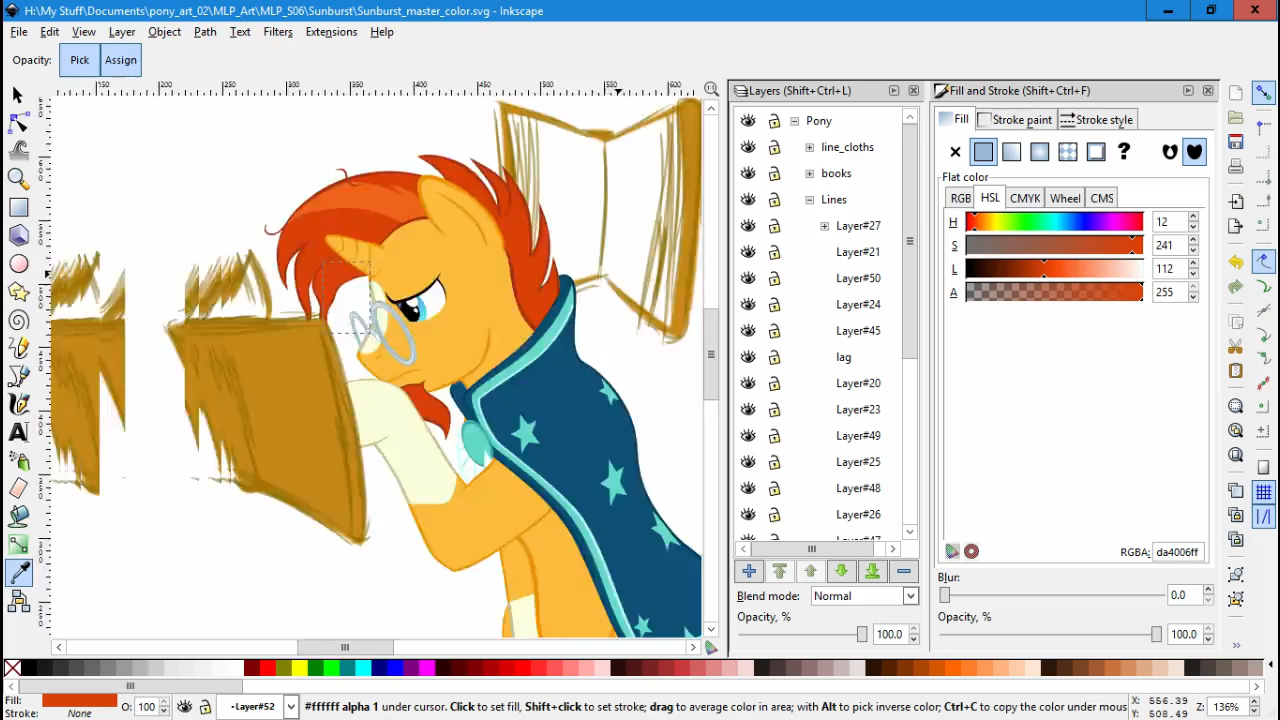 H:\My Stuff\Documents\pony_art_02\MLP_Art\MLP_S06\Sunburst\Sunburst_master_color.svg - Inkscape
File Edit View Layer Object Path Text Filters Extensions Help
Opacity: Pick Assign
Layers (Shift+Ctrl+L)
Pony
line_cloths
books
Lines
Layer#27
Layer#21
Layer#50
Layer#24
Layer#45
lag
Layer#20
Layer#23
Layer#49
Layer#25
Layer#48
Layer#26
Blend mode: Normal
Opacity, % 100.0
Fill and Stroke (Shift+Ctrl+F)
Fill Stroke paint Stroke style
Flat color
RGB HSL CMYK Wheel CMS
H 12
S 241
L 112
A 255
RGBA: da4006ff
Blur:
0.0
Opacity, %
100.0
Fill:
Stroke: None
O: 100
•Layer#52
#ffffff alpha 1 under cursor. Click to set fill, Shift+click to set stroke; drag to average color in area; with Alt to pick inverse color; Ctrl+C to copy the color under mous
X: 556.39
Y: 508.49
Z: 136%